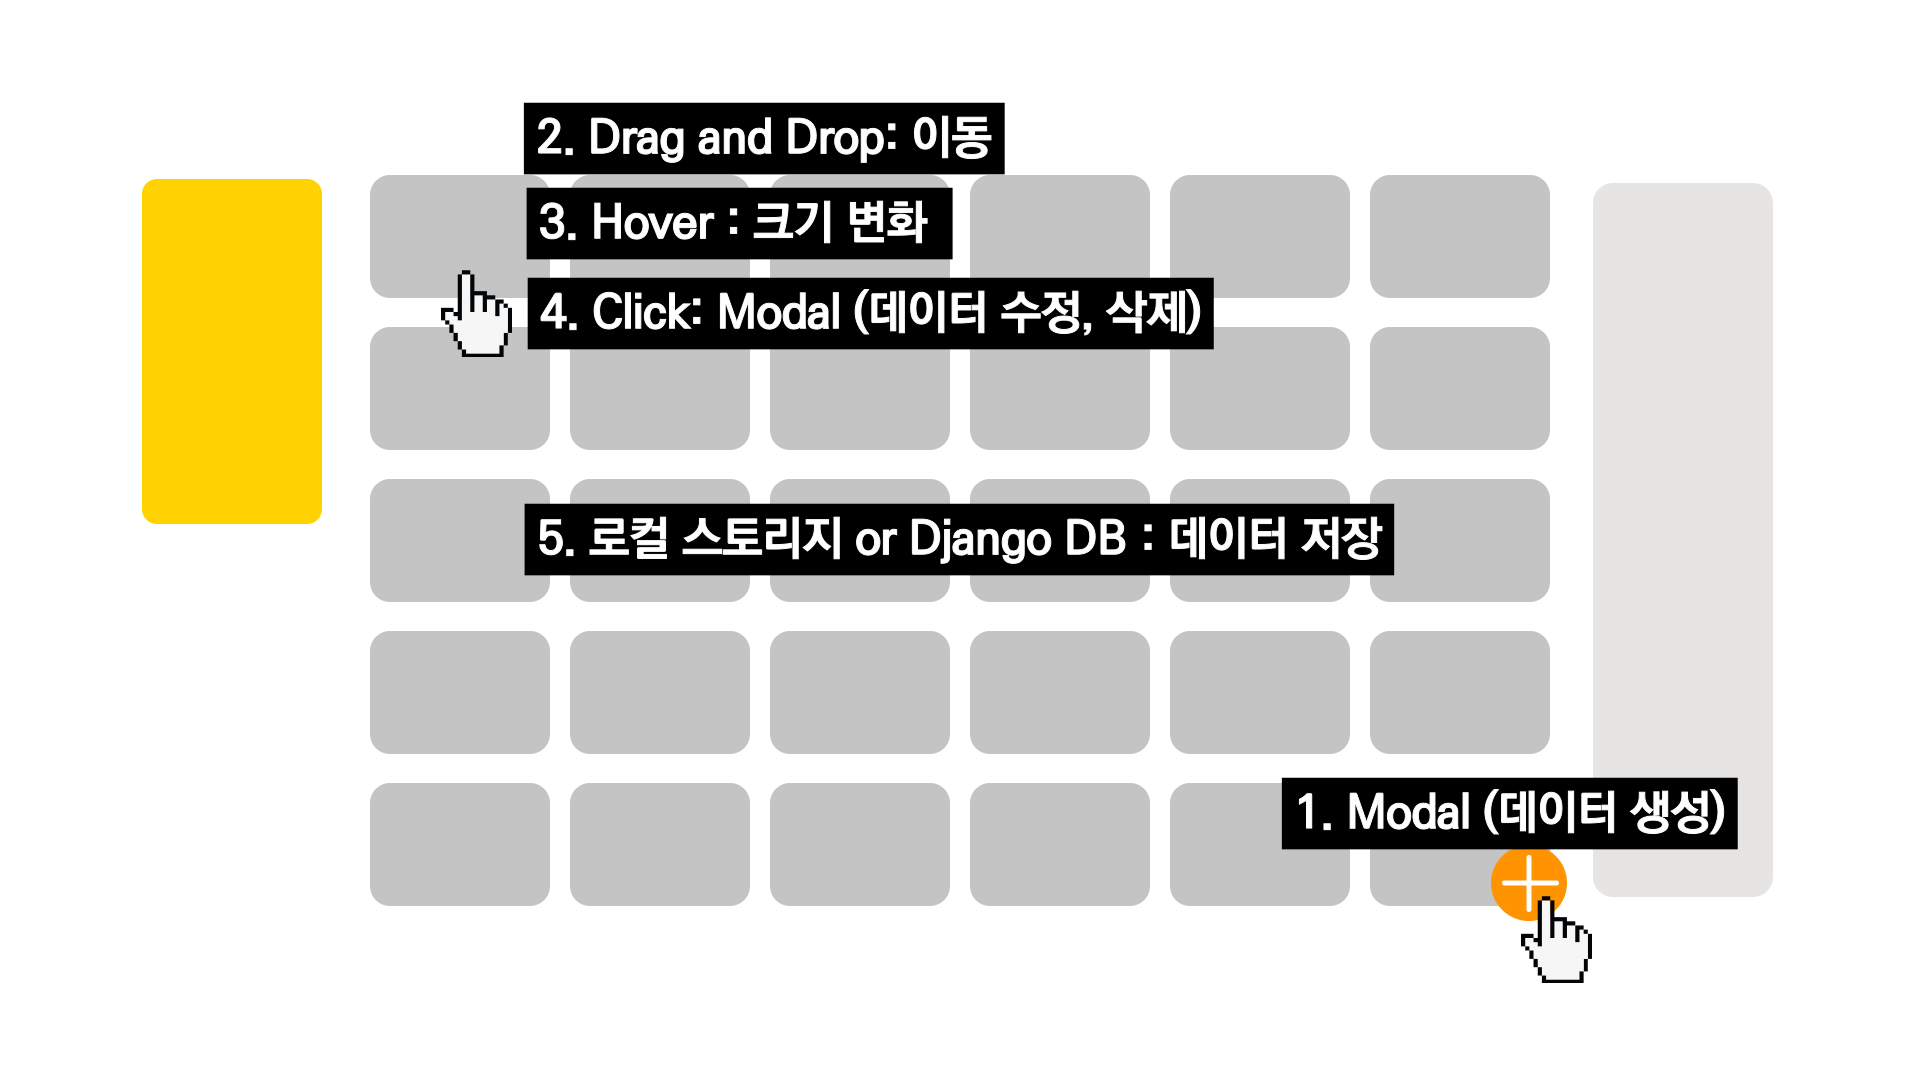 2. Drag and Drop: 이동
3. Hover : 크기 변화
4. Click: Modal (데이터 수정, 삭제)
5. 로컬 스토리지 or Django DB : 데이터 저장
1. Modal (데이터 생성)